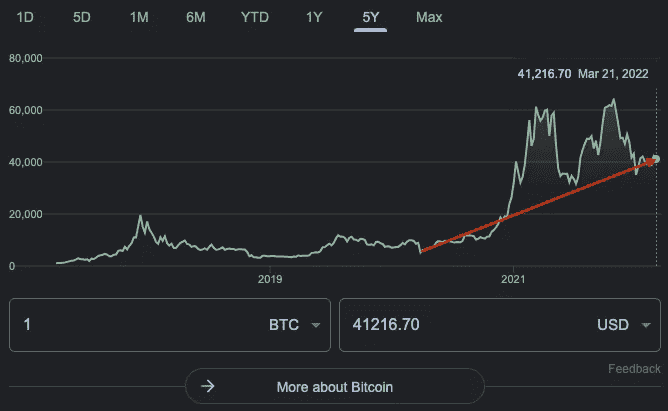 1D 5D 1M 6M YTD 1Y 5Y Max
80,000
41,216.70 Mar 21, 2022
60,000
40,000
20,000
0
2019 2021
1 BTC 41216.70 USD
Feedback
More about Bitcoin